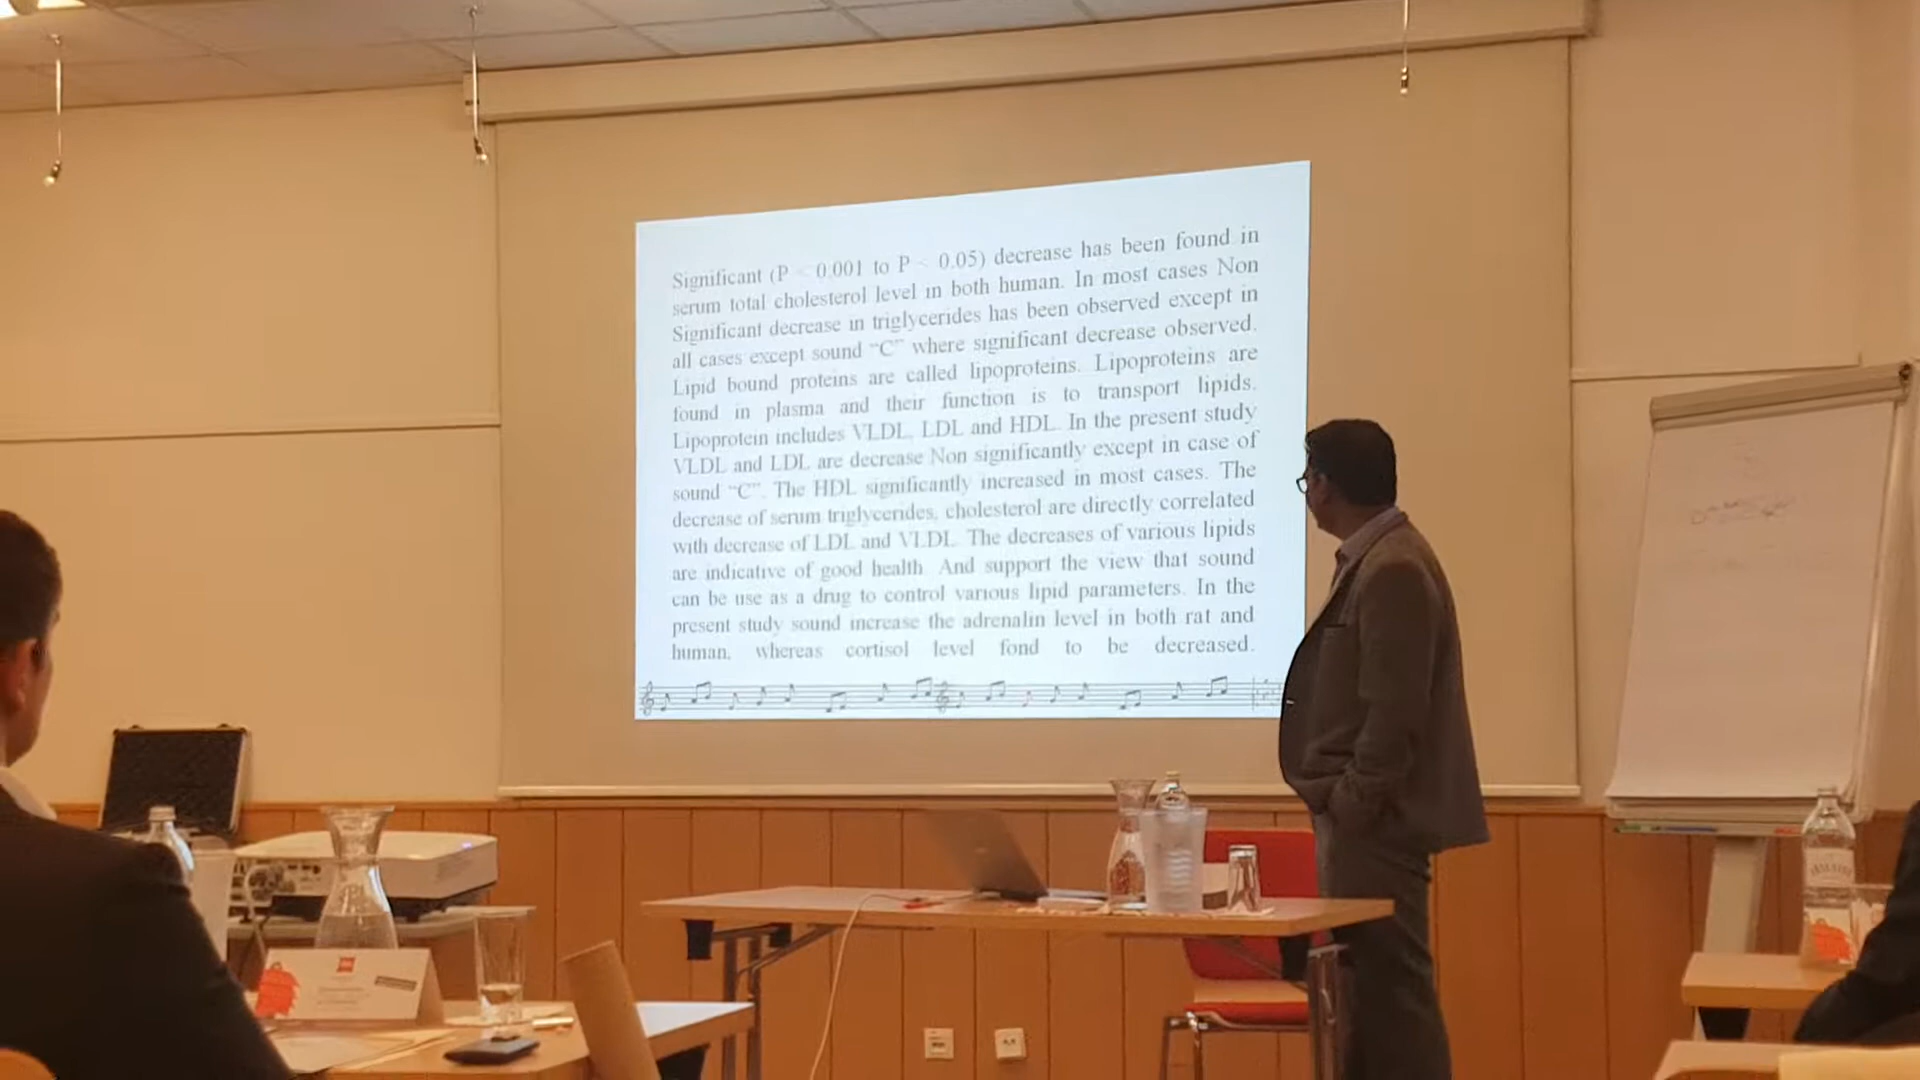 Significant (P < 0.001 to P < 0.05) decrease has been found in
serum total cholesterol level in both human. In most cases Non
Significant decrease in triglycerides has been observed except in
all cases except sound “C” where significant decrease observed.
Lipid bound proteins are called lipoproteins. Lipoproteins are
found in plasma and their function is to transport lipids.
Lipoprotein includes VLDL, LDL and HDL. In the present study
VLDL and LDL are decrease Non significantly except in case of
sound “C”. The HDL significantly increased in most cases. The
decrease of serum triglycerides, cholesterol are directly correlated
with decrease of LDL and VLDL. The decreases of various lipids
are indicative of good health. And support the view that sound
can be use as a drug to control various lipid parameters. In the
present study sound increase the adrenalin level in both rat and
human, whereas cortisol level fond to be decreased.